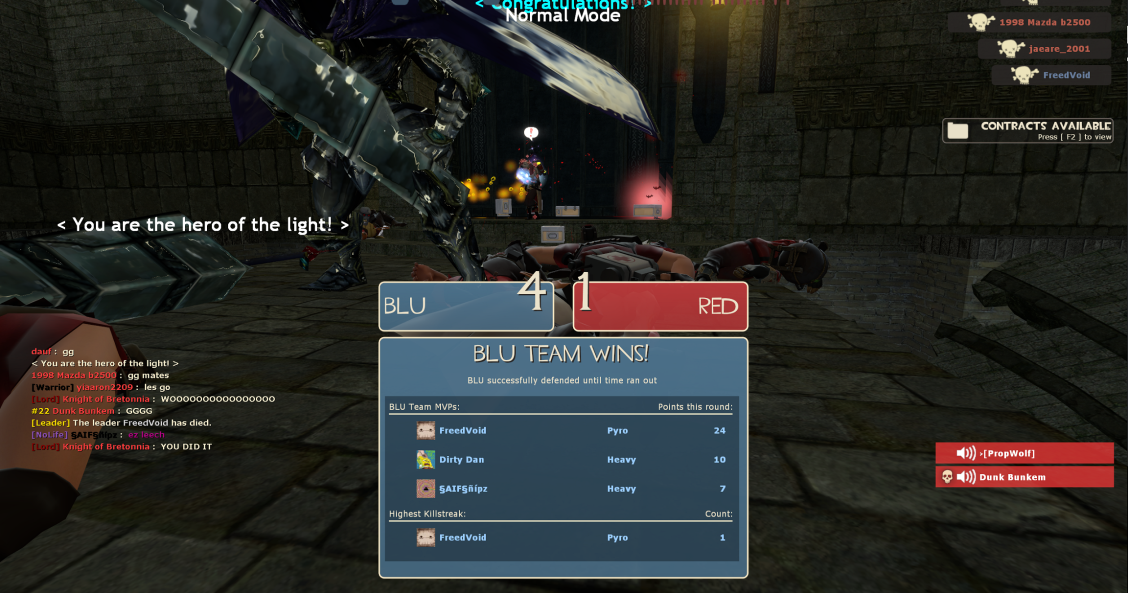 < Congratulations! >
Normal Mode
1998 Mazda b2500
jaeare_2001
FreedVoid
CONTRACTS AVAILABLE
Press [ F2 ] to view
< You are the hero of the light! >
BLU 4 1 RED
BLU TEAM WINS!
BLU successfully defended until time ran out
BLU Team MVPs: Points this round:
FreedVoid Pyro 24
Dirty Dan Heavy 10
§AIF§ñípz Heavy 7
Highest Killstreak: Count:
FreedVoid Pyro 1
dauf : gg
< You are the hero of the light! >
1998 Mazda b2500 : gg mates
[Warrior] yiaaron2209 : les go
[Lord] Knight of Bretonnia : WOOOOOOOOOOOOOOOO
#22 Dunk Bunkem : GGGG
[Leader] The leader FreedVoid has died.
[NoLife] §AIF§ñípz : ez leech
[Lord] Knight of Bretonnia : YOU DID IT
›[PropWolf]
Dunk Bunkem